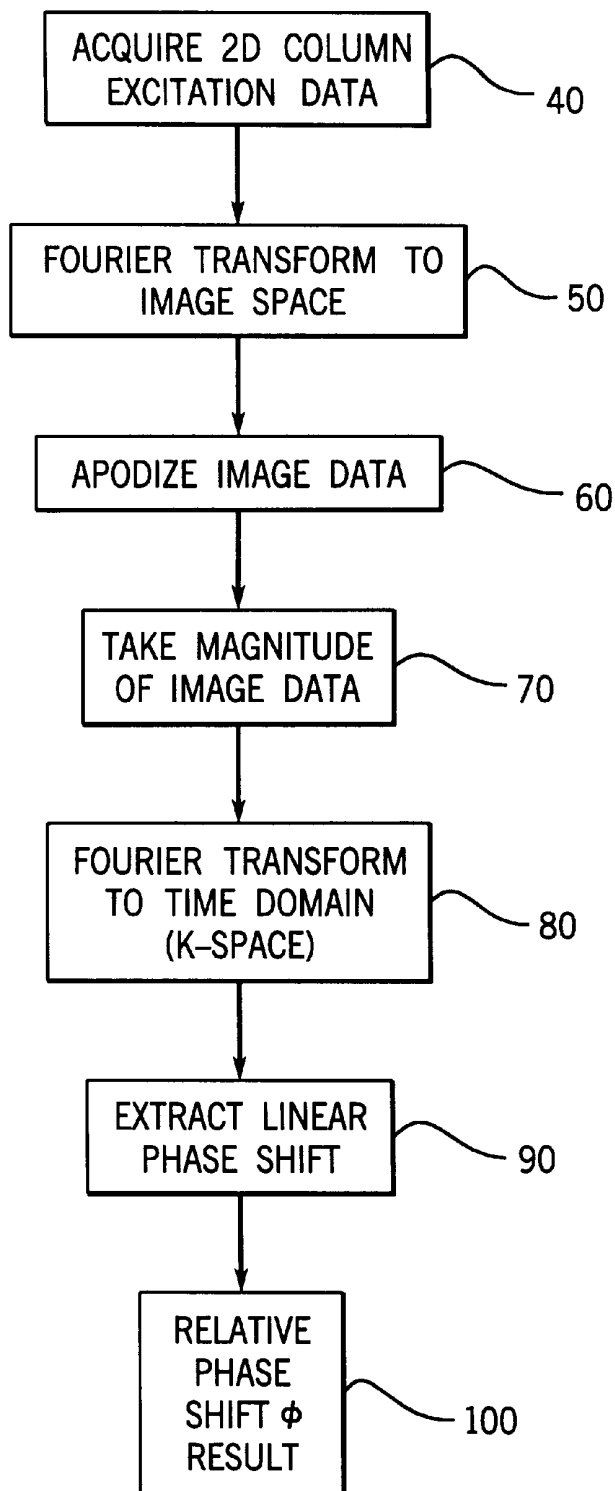 ACQUIRE 2D COLUMN
EXCITATION DATA
40
FOURIER TRANSFORM TO
IMAGE SPACE
50
APODIZE IMAGE DATA
60
TAKE MAGNITUDE
OF IMAGE DATA
70
FOURIER TRANSFORM
TO TIME DOMAIN
(K–SPACE)
80
EXTRACT LINEAR
PHASE SHIFT
90
RELATIVE
PHASE
SHIFT ϕ
RESULT
100